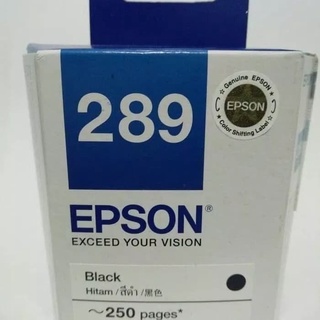 289
Genuine EPSON
EPSON
Color Shifting Label
EPSON®
EXCEED YOUR VISION
Black
Hitam /สีดำ/黑色
~250 pages*